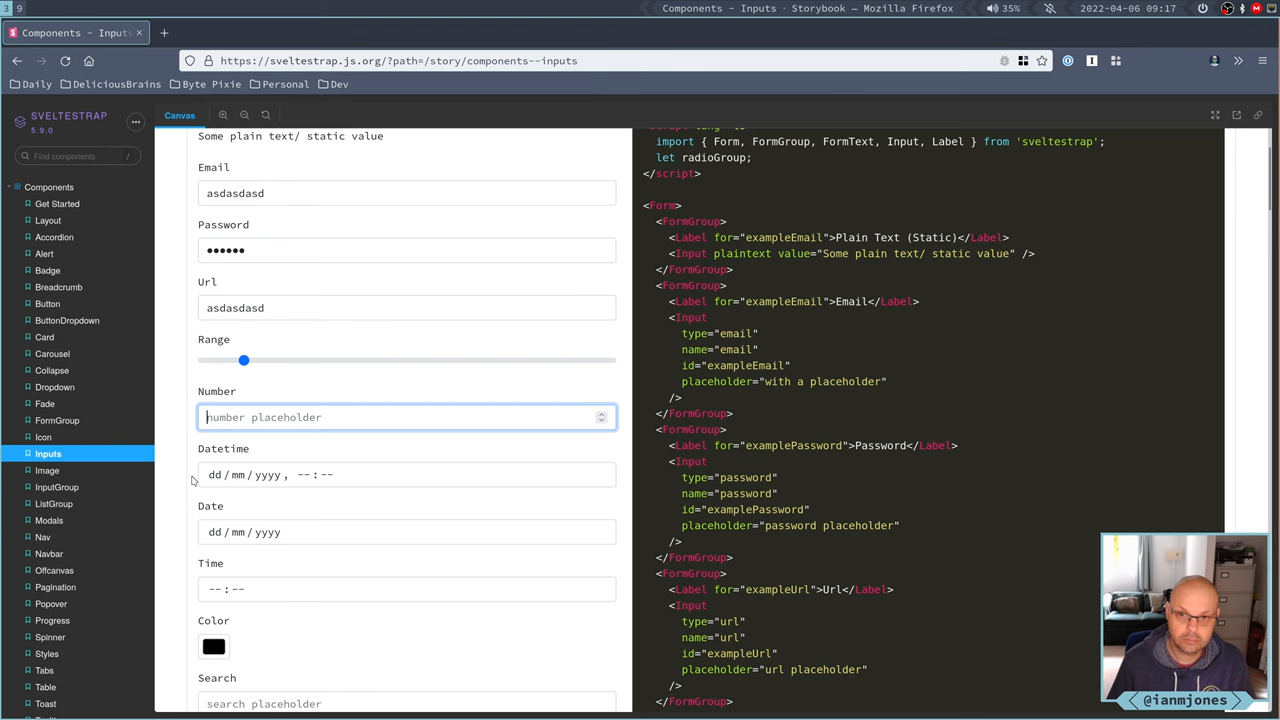 3 9 Components - Inputs · Storybook — Mozilla Firefox 35% 2022-04-06 09:17
Components - Inputs
https://sveltestrap.js.org/?path=/story/components--inputs
Daily DeliciousBrains Byte Pixie Personal Dev
SVELTESTRAP
5.9.0
Find components /
Components
Get Started
Layout
Accordion
Alert
Badge
Breadcrumb
Button
ButtonDropdown
Card
Carousel
Collapse
Dropdown
Fade
FormGroup
Icon
Inputs
Image
InputGroup
ListGroup
Modals
Nav
Navbar
Offcanvas
Pagination
Popover
Progress
Spinner
Styles
Tabs
Table
Toast
Canvas
Some plain text/ static value
Email
asdasdasd
Password
••••••
Url
asdasdasd
Range
Number
number placeholder
Datetime
dd/mm/yyyy, --:--
Date
dd/mm/yyyy
Time
--:--
Color
Search
search placeholder
import { Form, FormGroup, FormText, Input, Label } from 'sveltestrap';
let radioGroup;
</script>
<Form>
<FormGroup>
<Label for="exampleEmail">Plain Text (Static)</Label>
<Input plaintext value="Some plain text/ static value" />
</FormGroup>
<FormGroup>
<Label for="exampleEmail">Email</Label>
<Input
type="email"
name="email"
id="exampleEmail"
placeholder="with a placeholder"
/>
</FormGroup>
<FormGroup>
<Label for="examplePassword">Password</Label>
<Input
type="password"
name="password"
id="examplePassword"
placeholder="password placeholder"
/>
</FormGroup>
<FormGroup>
<Label for="exampleUrl">Url</Label>
<Input
type="url"
name="url"
id="exampleUrl"
placeholder="url placeholder"
/>
</FormGroup>
@ianmjones